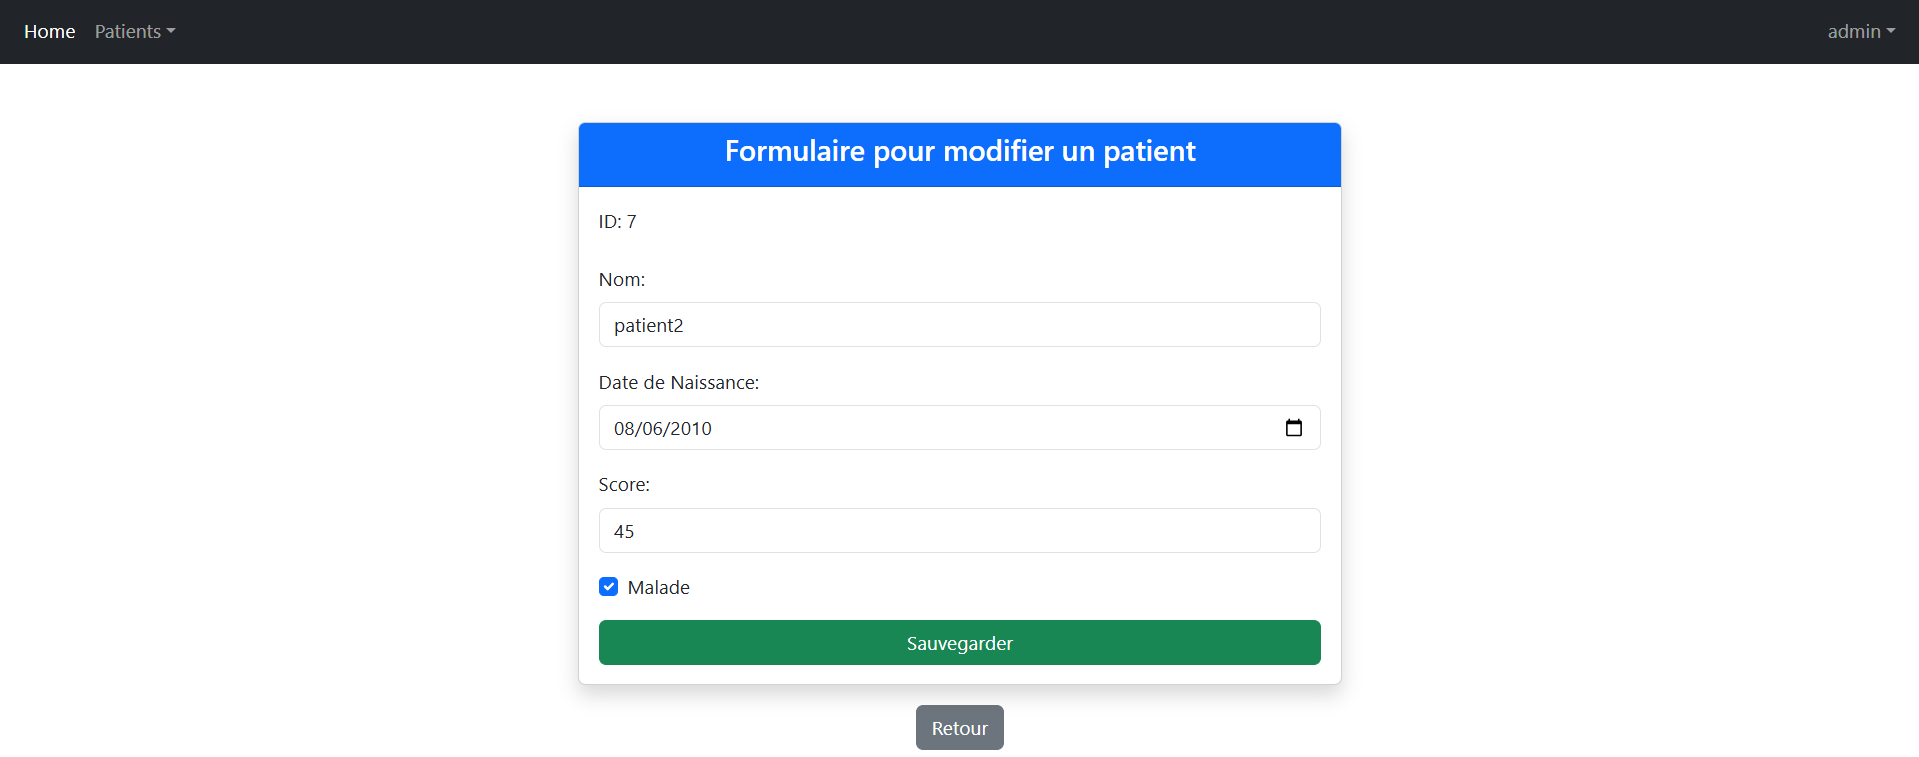 Home Patients admin
Formulaire pour modifier un patient
ID: 7
Nom:
patient2
Date de Naissance:
08/06/2010
Score:
45
Malade
Sauvegarder
Retour